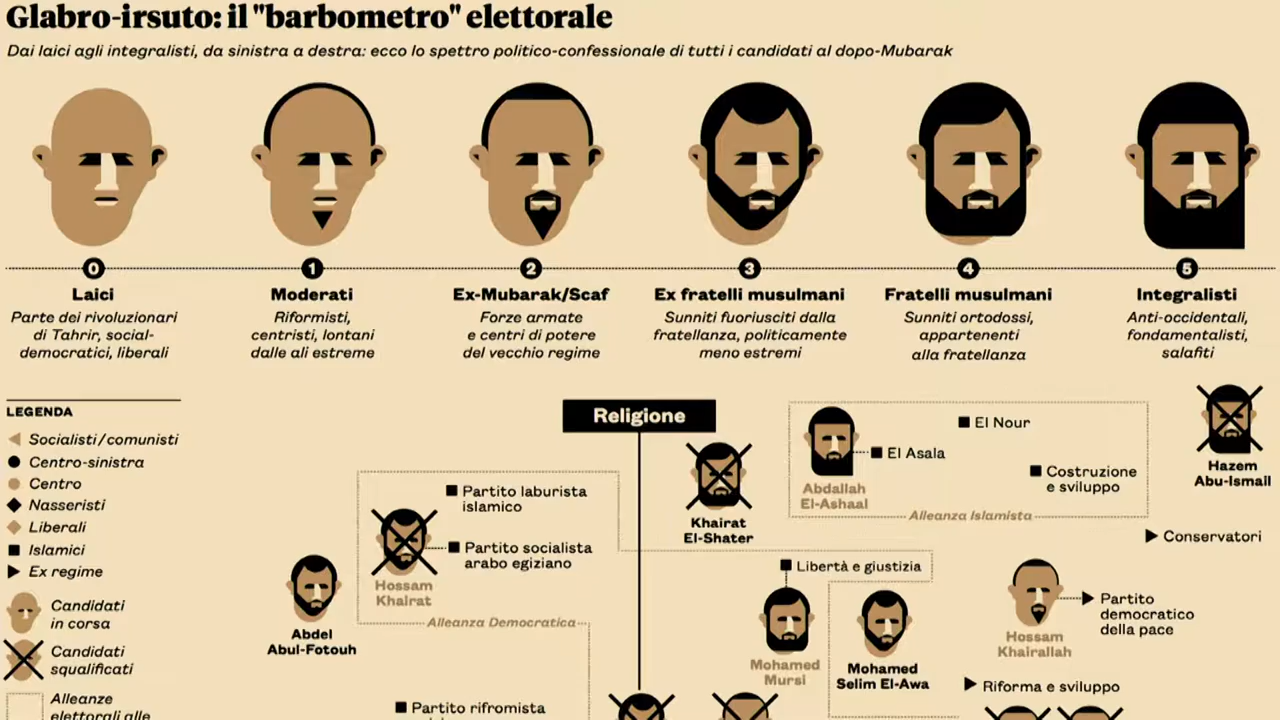 Glabro-irsuto: il "barbometro" elettorale
Dai laici agli integralisti, da sinistra a destra: ecco lo spettro politico-confessionale di tutti i candidati al dopo-Mubarak
0
1
2
3
4
5
Laici
Parte dei rivoluzionari
di Tahrir, social-
democratici, liberali
Moderati
Riformisti,
centristi, lontani
dalle ali estreme
Ex-Mubarak/Scaf
Forze armate
e centri di potere
del vecchio regime
Ex fratelli musulmani
Sunniti fuoriusciti dalla
fratellanza, politicamente
meno estremi
Fratelli musulmani
Sunniti ortodossi,
appartenenti
alla fratellanza
Integralisti
Anti-occidentali,
fondamentalisti,
salafiti
LEGENDA
Socialisti/comunisti
Centro-sinistra
Centro
Nasseristi
Liberali
Islamici
Ex regime
Candidati
in corsa
Candidati
squalificati
Alleanze
elettorali alle
Religione
Partito laburista
islamico
Partito socialista
arabo egiziano
Hossam
Khairat
Alleanza Democratica
Abdel
Abul-Fotouh
Partito rifromista
Khairat
El-Shater
El Nour
El Asala
Costruzione
e sviluppo
Abdallah
El-Ashaal
Alleanza Islamista
Hazem
Abu-Ismail
Conservatori
Libertà e giustizia
Mohamed
Mursi
Mohamed
Selim El-Awa
Partito
democratico
della pace
Hossam
Khairallah
Riforma e sviluppo